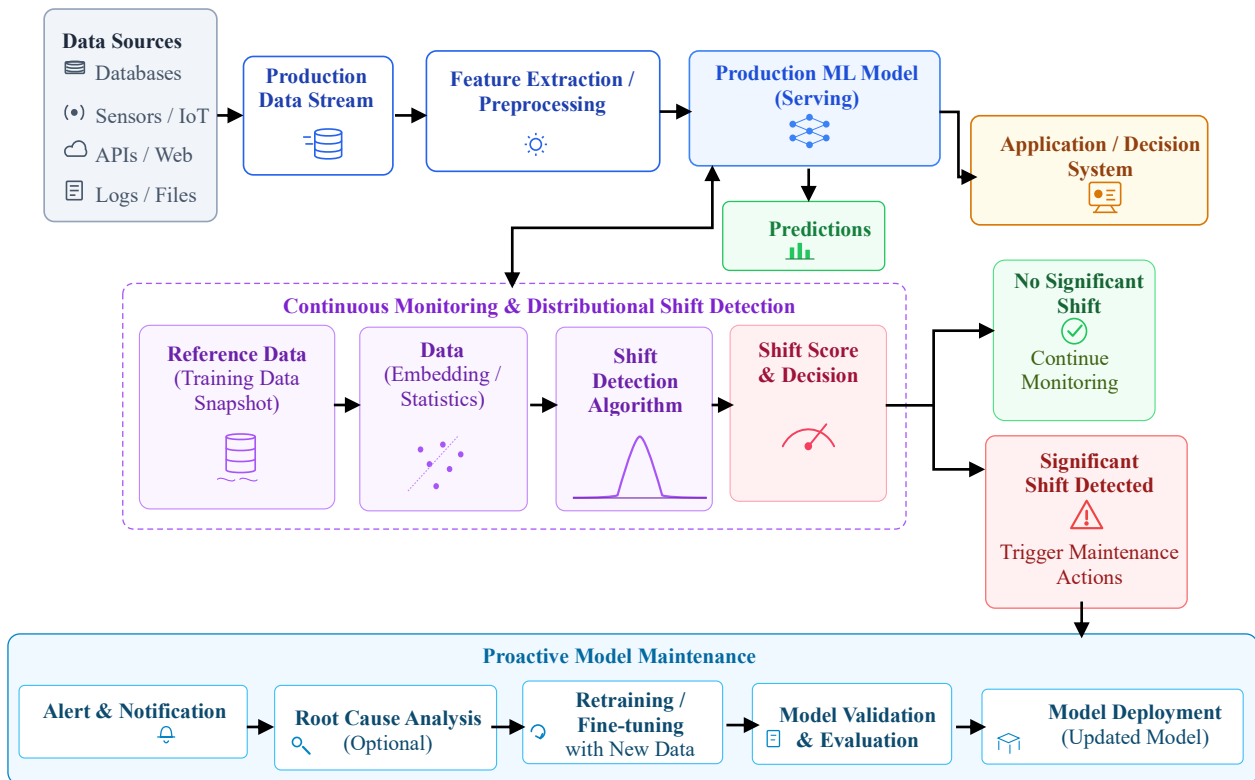 Data Sources
Databases
Sensors / IoT
APIs / Web
Logs / Files
Production
Data Stream
Feature Extraction /
Preprocessing
Production ML Model
(Serving)
Application / Decision
System
Predictions
Continuous Monitoring & Distributional Shift Detection
Reference Data
(Training Data
Snapshot)
Data
(Embedding /
Statistics)
Shift
Detection
Algorithm
Shift Score
& Decision
No Significant
Shift
Continue
Monitoring
Significant
Shift Detected
Trigger Maintenance
Actions
Proactive Model Maintenance
Alert & Notification
Root Cause Analysis
(Optional)
Retraining /
Fine-tuning
with New Data
Model Validation
& Evaluation
Model Deployment
(Updated Model)